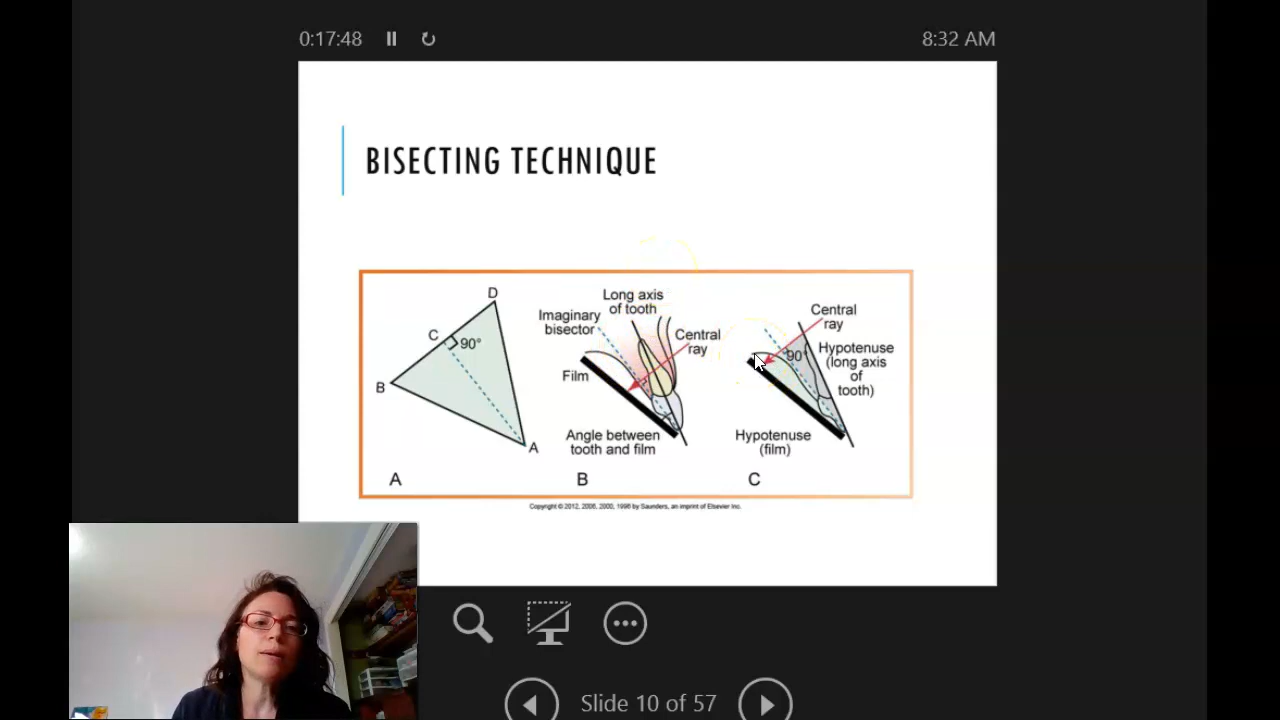 0:17:48
8:32 AM
BISECTING TECHNIQUE
D
C
90°
B
A
A
Long axis
of tooth
Imaginary
bisector
Central
ray
Film
Angle between
tooth and film
B
Central
ray
90°
Hypotenuse
(long axis
of
tooth)
Hypotenuse
(film)
C
Copyright © 2012, 2006, 2000, 1996 by Saunders, an imprint of Elsevier Inc.
Slide 10 of 57